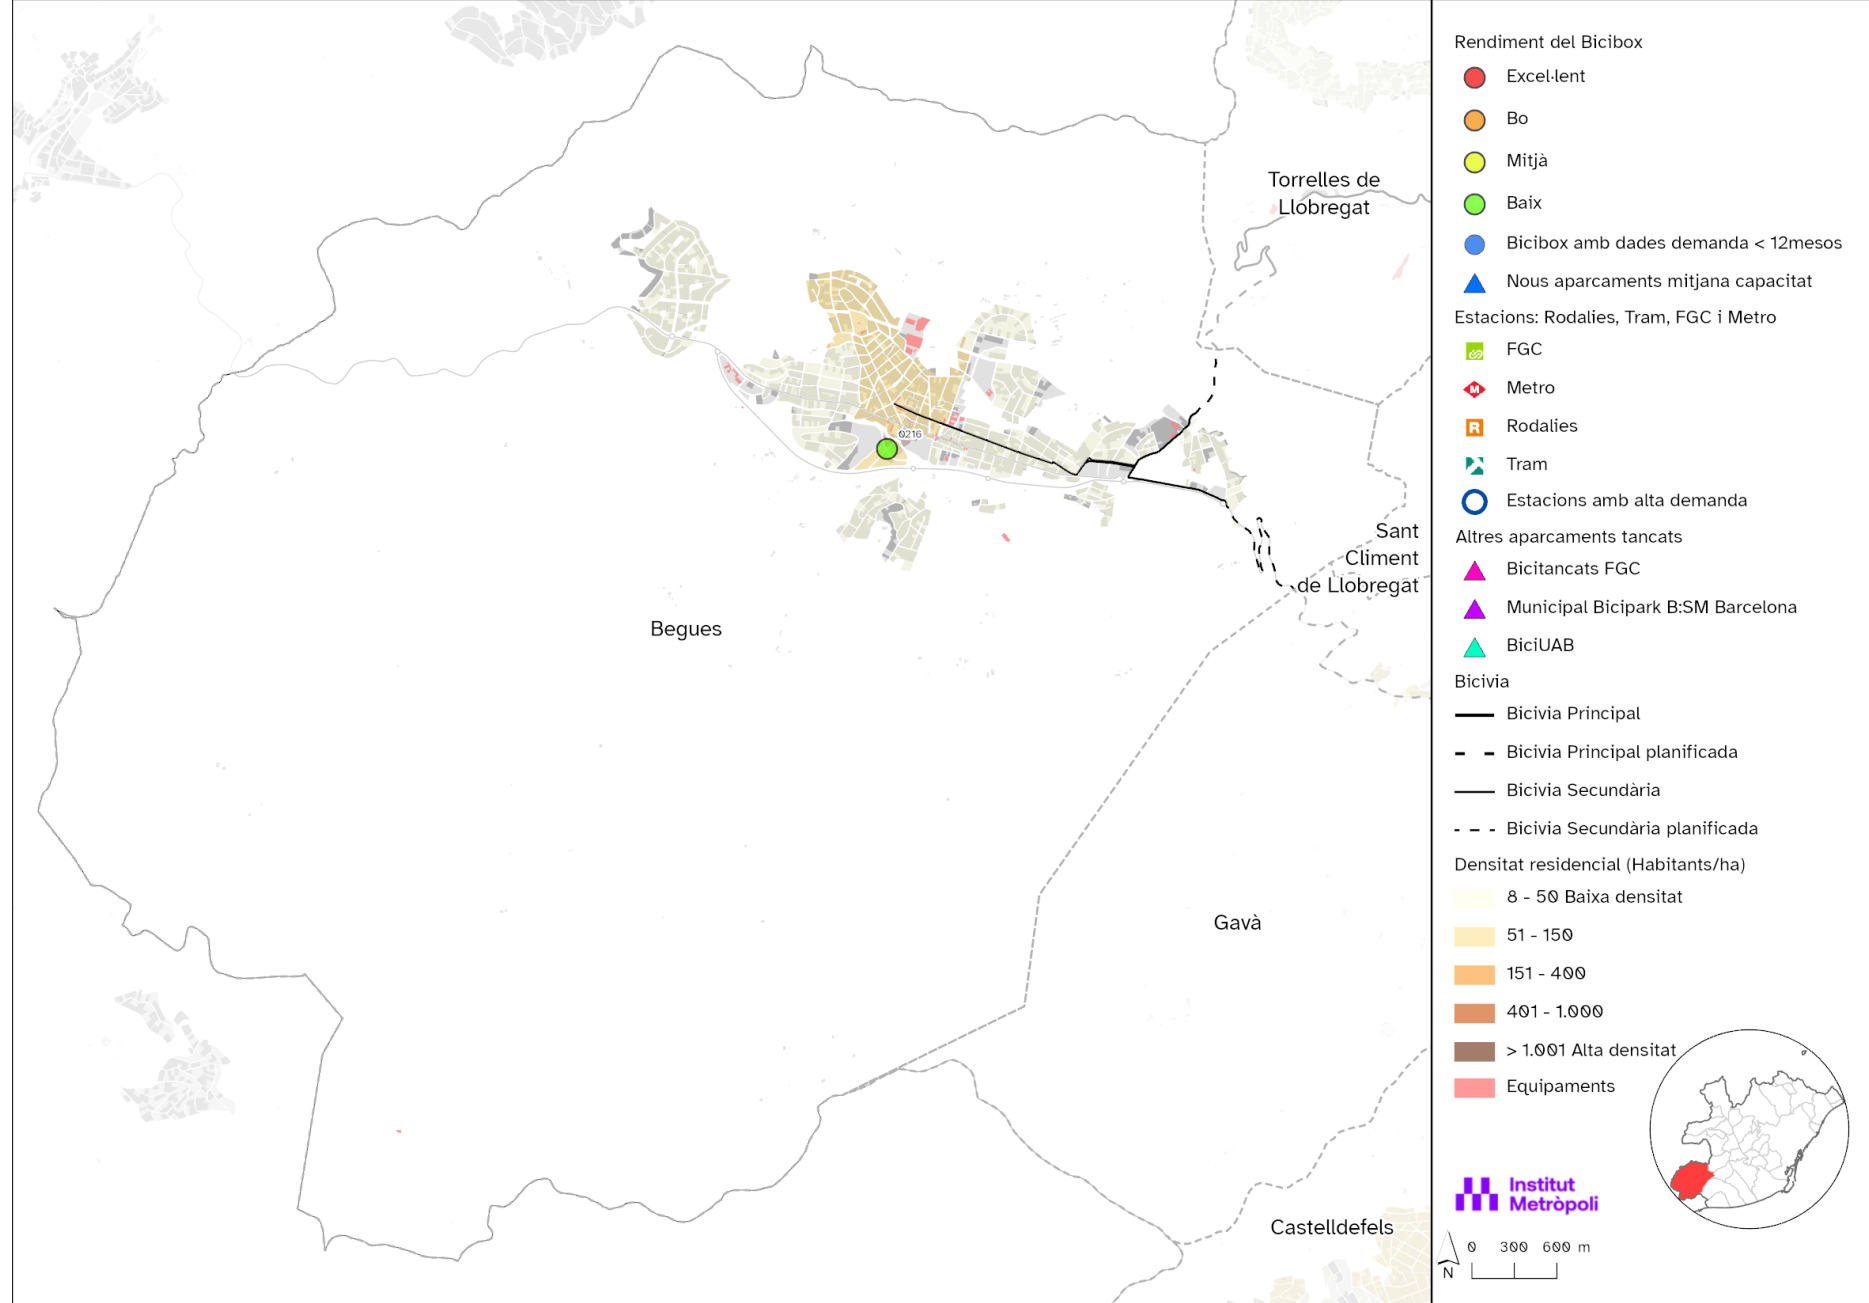 Torrelles de
Llobregat
0216
Sant
Climent
de Llobregat
Begues
Gavà
Castelldefels
Rendiment del Bicibox
Excel·lent
Bo
Mitjà
Baix
Bicibox amb dades demanda < 12mesos
Nous aparcaments mitjana capacitat
Estacions: Rodalies, Tram, FGC i Metro
FGC
M Metro
R Rodalies
Tram
Estacions amb alta demanda
Altres aparcaments tancats
Bicitancats FGC
Municipal Bicipark B:SM Barcelona
BiciUAB
Bicivia
Bicivia Principal
Bicivia Principal planificada
Bicivia Secundària
Bicivia Secundària planificada
Densitat residencial (Habitants/ha)
8 - 50 Baixa densitat
51 - 150
151 - 400
401 - 1.000
> 1.001 Alta densitat
Equipaments
Institut
Metròpoli
N
0 300 600 m